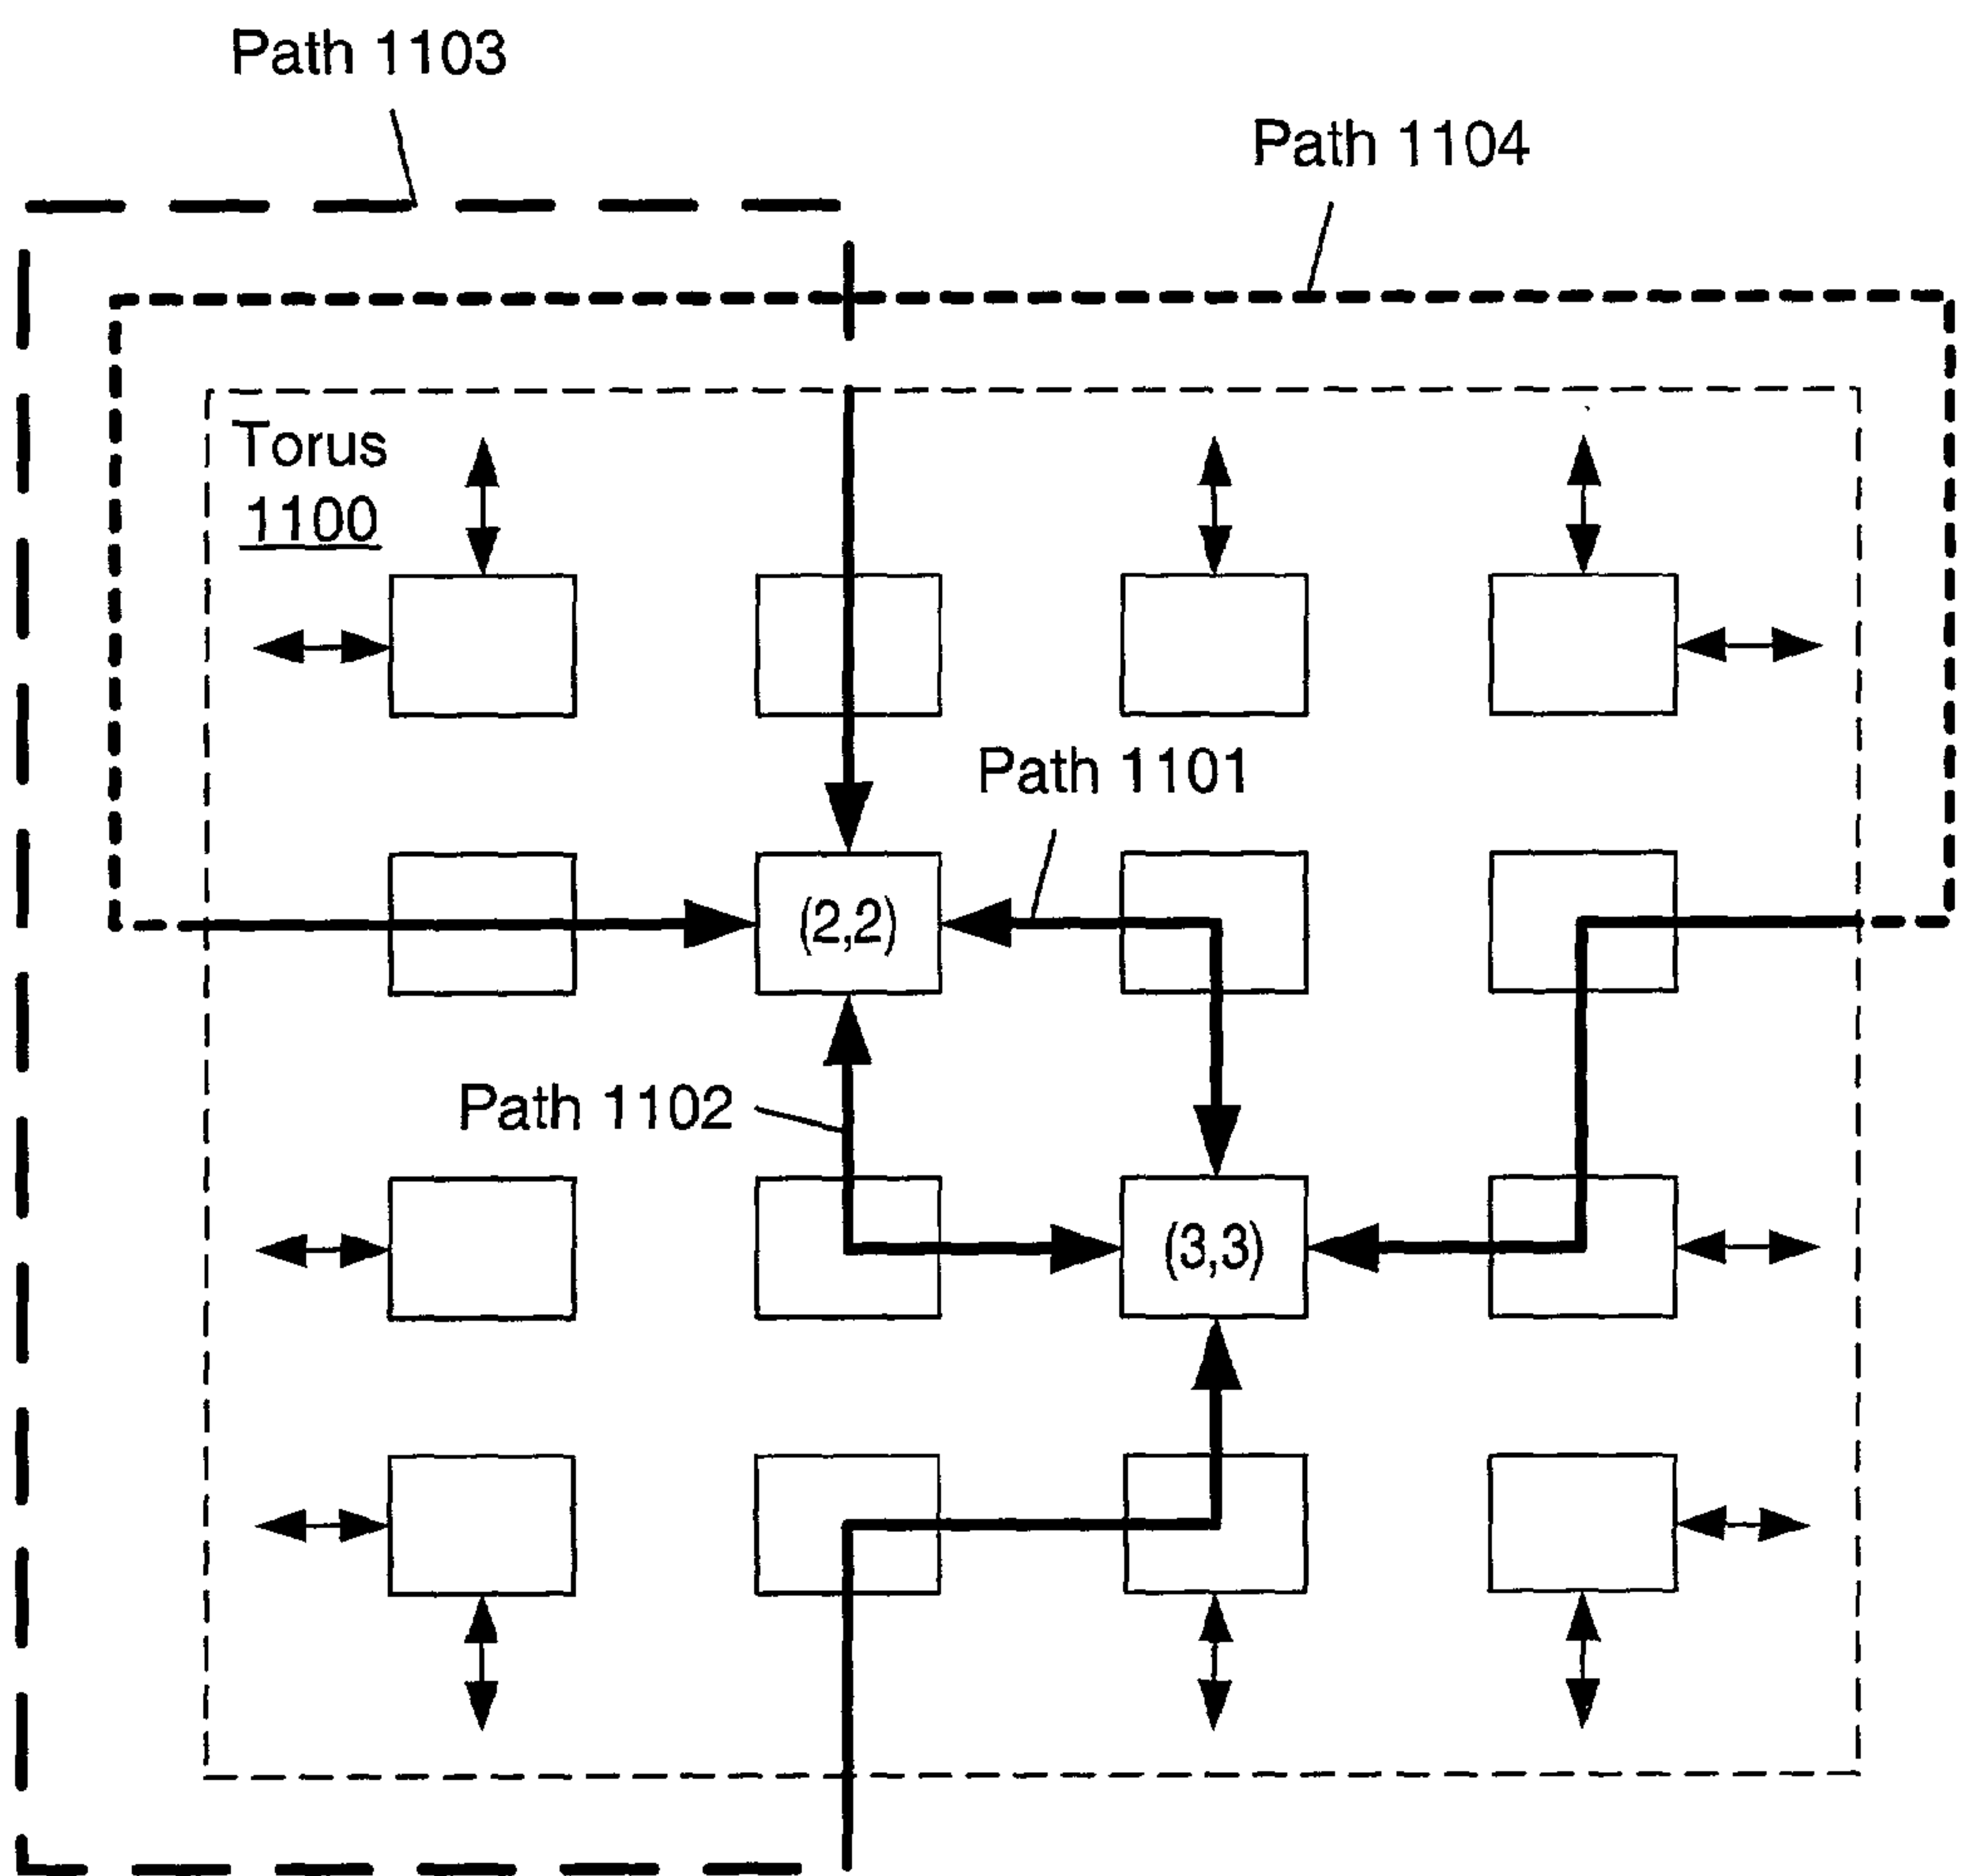 Path 1103
Path 1104
Torus
1100
Path 1101
(2,2)
Path 1102
(3,3)